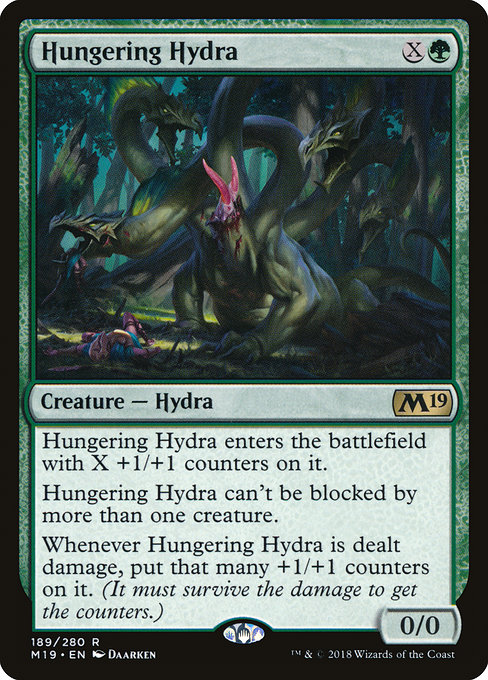 Hungering Hydra X
Creature — Hydra M19
Hungering Hydra enters the battlefield
with X +1/+1 counters on it.
Hungering Hydra can't be blocked by
more than one creature.
Whenever Hungering Hydra is dealt
damage, put that many +1/+1 counters
on it. (It must survive the damage to get
the counters.)
0/0
189/280 R
M19 • EN Daarken
™ & © 2018 Wizards of the Coast